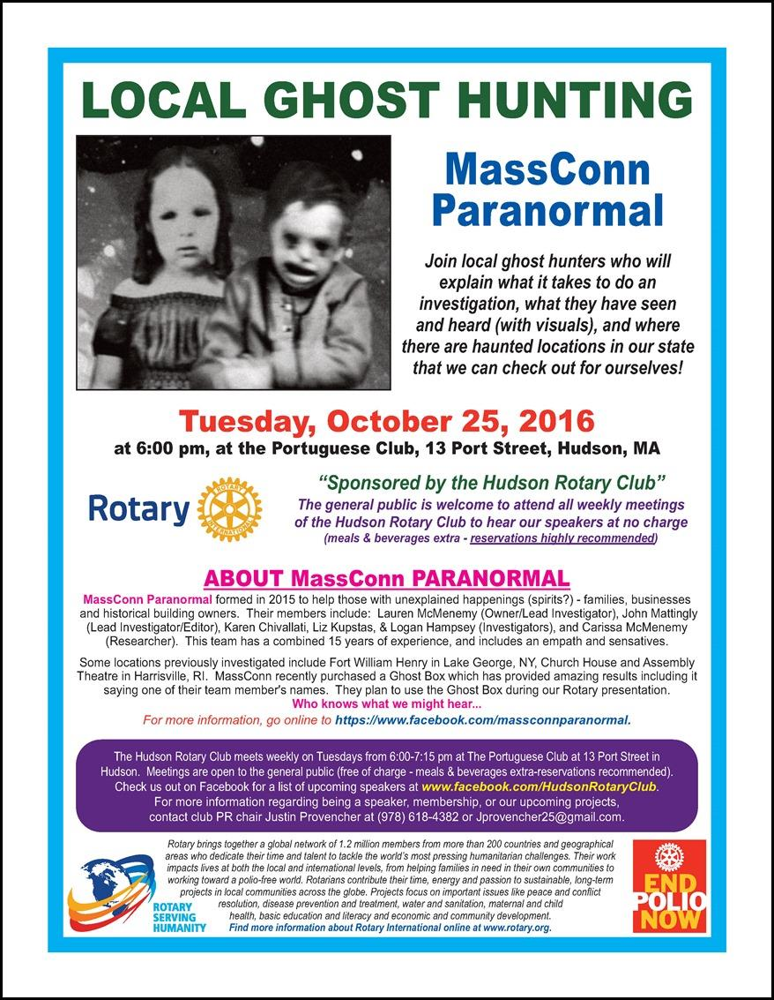 LOCAL GHOST HUNTING
MassConn
Paranormal
Join local ghost hunters who will
explain what it takes to do an
investigation, what they have seen
and heard (with visuals), and where
there are haunted locations in our state
that we can check out for ourselves!
Tuesday, October 25, 2016
at 6:00 pm, at the Portuguese Club, 13 Port Street, Hudson, MA
Rotary
ROTARY
INTERNATIONAL
“Sponsored by the Hudson Rotary Club”
The general public is welcome to attend all weekly meetings
of the Hudson Rotary Club to hear our speakers at no charge
(meals & beverages extra - reservations highly recommended)
ABOUT MassConn PARANORMAL
MassConn Paranormal formed in 2015 to help those with unexplained happenings (spirits?) - families, businesses
and historical building owners. Their members include: Lauren McMenemy (Owner/Lead Investigator), John Mattingly
(Lead Investigator/Editor), Karen Chivallati, Liz Kupstas, & Logan Hampsey (Investigators), and Carissa McMenemy
(Researcher). This team has a combined 15 years of experience, and includes an empath and sensatives.
Some locations previously investigated include Fort William Henry in Lake George, NY, Church House and Assembly
Theatre in Harrisville, RI. MassConn recently purchased a Ghost Box which has provided amazing results including it
saying one of their team member's names. They plan to use the Ghost Box during our Rotary presentation.
Who knows what we might hear...
For more information, go online to https://www.facebook.com/massconnparanormal.
The Hudson Rotary Club meets weekly on Tuesdays from 6:00-7:15 pm at The Portuguese Club at 13 Port Street in
Hudson. Meetings are open to the general public (free of charge - meals & beverages extra-reservations recommended).
Check us out on Facebook for a list of upcoming speakers at www.facebook.com/HudsonRotaryClub.
For more information regarding being a speaker, membership, or our upcoming projects,
contact club PR chair Justin Provencher at (978) 618-4382 or Jprovencher25@gmail.com.
Rotary brings together a global network of 1.2 million members from more than 200 countries and geographical
areas who dedicate their time and talent to tackle the world's most pressing humanitarian challenges. Their work
impacts lives at both the local and international levels, from helping families in need in their own communities to
working toward a polio-free world. Rotarians contribute their time, energy and passion to sustainable, long-term
projects in local communities across the globe. Projects focus on important issues like peace and conflict
resolution, disease prevention and treatment, water and sanitation, maternal and child
health, basic education and literacy and economic and community development.
Find more information about Rotary International online at www.rotary.org.
ROTARY
SERVING
HUMANITY
END
POLIO
NOW